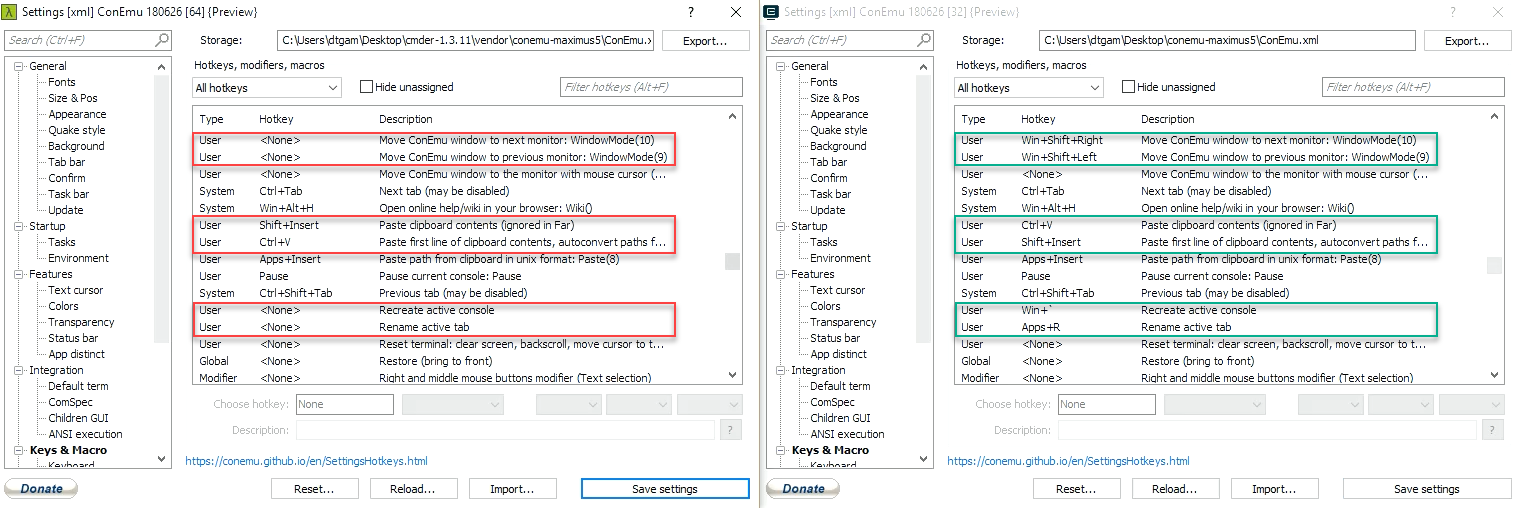 Settings [xml] ConEmu 180626 [64] {Preview}
Search (Ctrl+F)
Storage: C:\Users\dtgam\Desktop\cmder-1.3.11\vendor\conemu-maximus5\ConEmu.x
Export...
General
Fonts
Size & Pos
Appearance
Quake style
Background
Tab bar
Confirm
Task bar
Update
Startup
Tasks
Environment
Features
Text cursor
Colors
Transparency
Status bar
App distinct
Integration
Default term
ComSpec
Children GUI
ANSI execution
Keys & Macro
Keyboard
Hotkeys, modifiers, macros
All hotkeys
Hide unassigned
Filter hotkeys (Alt+F)
Type Hotkey Description
User <None> Move ConEmu window to next monitor: WindowMode(10)
User <None> Move ConEmu window to previous monitor: WindowMode(9)
User <None> Move ConEmu window to the monitor with mouse cursor (...
System Ctrl+Tab Next tab (may be disabled)
System Win+Alt+H Open online help/wiki in your browser: Wiki()
User Shift+Insert Paste clipboard contents (ignored in Far)
User Ctrl+V Paste first line of clipboard contents, autoconvert paths f...
User Apps+Insert Paste path from clipboard in unix format: Paste(8)
User Pause Pause current console: Pause
System Ctrl+Shift+Tab Previous tab (may be disabled)
User <None> Recreate active console
User <None> Rename active tab
User <None> Reset terminal: clear screen, backscroll, move cursor to t...
Global <None> Restore (bring to front)
Modifier <None> Right and middle mouse buttons modifier (Text selection)
Choose hotkey: None
Description:
?
https://conemu.github.io/en/SettingsHotkeys.html
Donate
Reset...
Reload...
Import...
Save settings
Settings [xml] ConEmu 180626 [32] {Preview}
Search (Ctrl+F)
Storage: C:\Users\dtgam\Desktop\conemu-maximus5\ConEmu.xml
Export...
General
Fonts
Size & Pos
Appearance
Quake style
Background
Tab bar
Confirm
Task bar
Update
Startup
Tasks
Environment
Features
Text cursor
Colors
Transparency
Status bar
App distinct
Integration
Default term
ComSpec
Children GUI
ANSI execution
Keys & Macro
Keyboard
Hotkeys, modifiers, macros
All hotkeys
Hide unassigned
Filter hotkeys (Alt+F)
Type Hotkey Description
User Win+Shift+Right Move ConEmu window to next monitor: WindowMode(10)
User Win+Shift+Left Move ConEmu window to previous monitor: WindowMode(9)
User <None> Move ConEmu window to the monitor with mouse cursor (...
System Ctrl+Tab Next tab (may be disabled)
System Win+Alt+H Open online help/wiki in your browser: Wiki()
User Ctrl+V Paste clipboard contents (ignored in Far)
User Shift+Insert Paste first line of clipboard contents, autoconvert paths f...
User Apps+Insert Paste path from clipboard in unix format: Paste(8)
User Pause Pause current console: Pause
System Ctrl+Shift+Tab Previous tab (may be disabled)
User Win+` Recreate active console
User Apps+R Rename active tab
User <None> Reset terminal: clear screen, backscroll, move cursor to t...
Global <None> Restore (bring to front)
Modifier <None> Right and middle mouse buttons modifier (Text selection)
Choose hotkey: None
Description:
?
https://conemu.github.io/en/SettingsHotkeys.html
Donate
Reset...
Reload...
Import...
Save settings